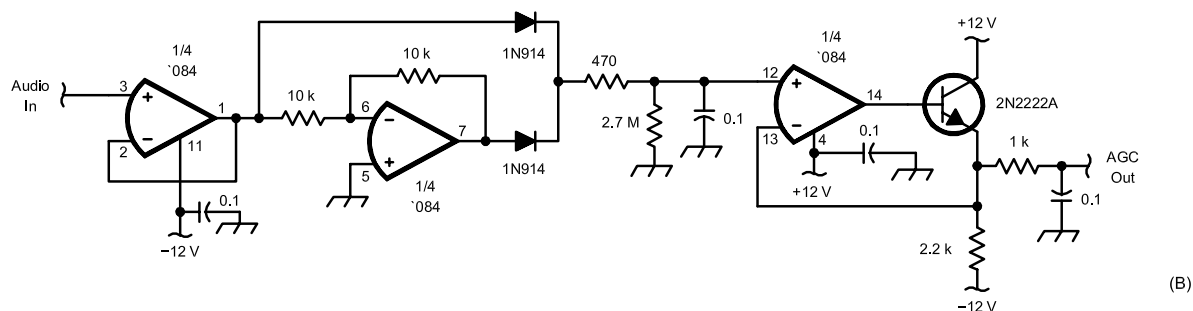 1/4
`084
Audio
In
3
+
−
2
1
11
0.1
−12 V
10 k
10 k
6
−
+
5
7
1/4
`084
1N914
1N914
470
2.7 M
0.1
12
+
−
13
1/4
`084
14
4
0.1
+12 V
+12 V
2N2222A
1 k
AGC
Out
0.1
2.2 k
−12 V
(B)